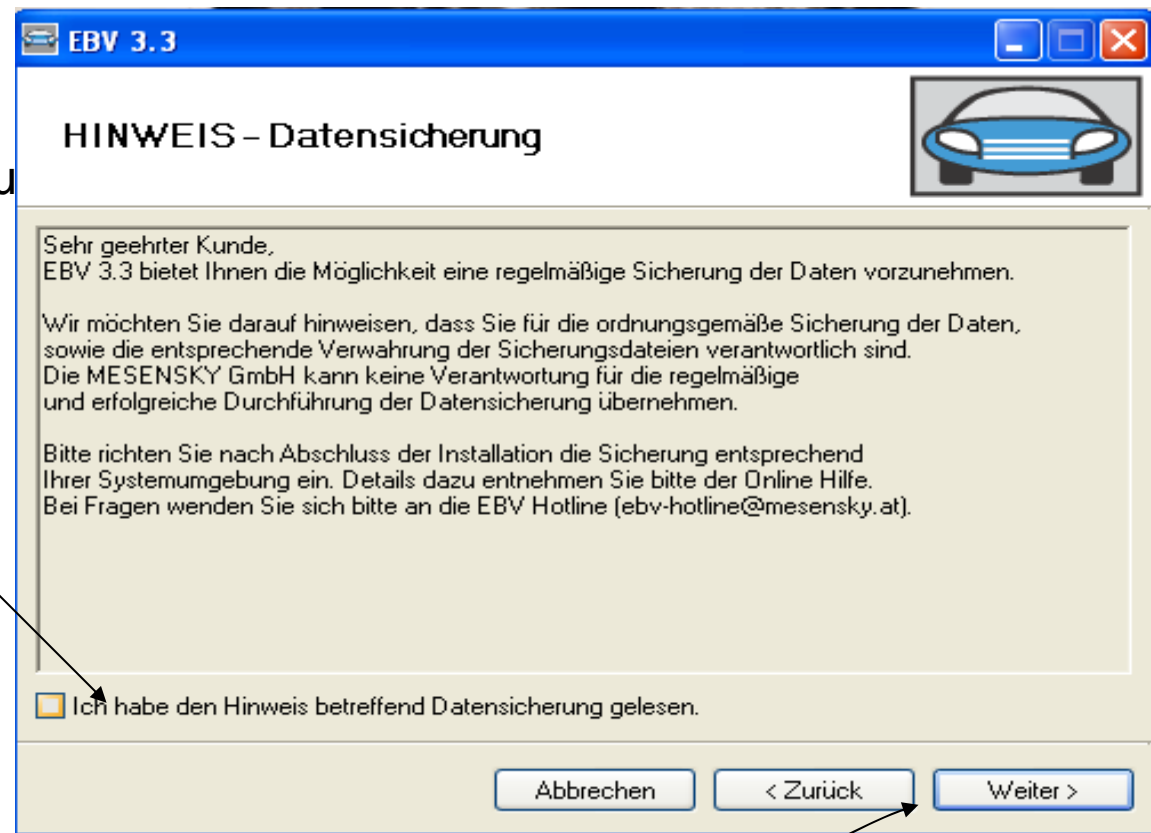 EBV 3.3
HINWEIS – Datensicherung
u
Sehr geehrter Kunde,
EBV 3.3 bietet Ihnen die Möglichkeit eine regelmäßige Sicherung der Daten vorzunehmen.
Wir möchten Sie darauf hinweisen, dass Sie für die ordnungsgemäße Sicherung der Daten,
sowie die entsprechende Verwahrung der Sicherungsdateien verantwortlich sind.
Die MESENSKY GmbH kann keine Verantwortung für die regelmäßige
und erfolgreiche Durchführung der Datensicherung übernehmen.
Bitte richten Sie nach Abschluss der Installation die Sicherung entsprechend
Ihrer Systemumgebung ein. Details dazu entnehmen Sie bitte der Online Hilfe.
Bei Fragen wenden Sie sich bitte an die EBV Hotline (ebv-hotline@mesensky.at).
Ich habe den Hinweis betreffend Datensicherung gelesen.
Abbrechen
< Zurück
Weiter >